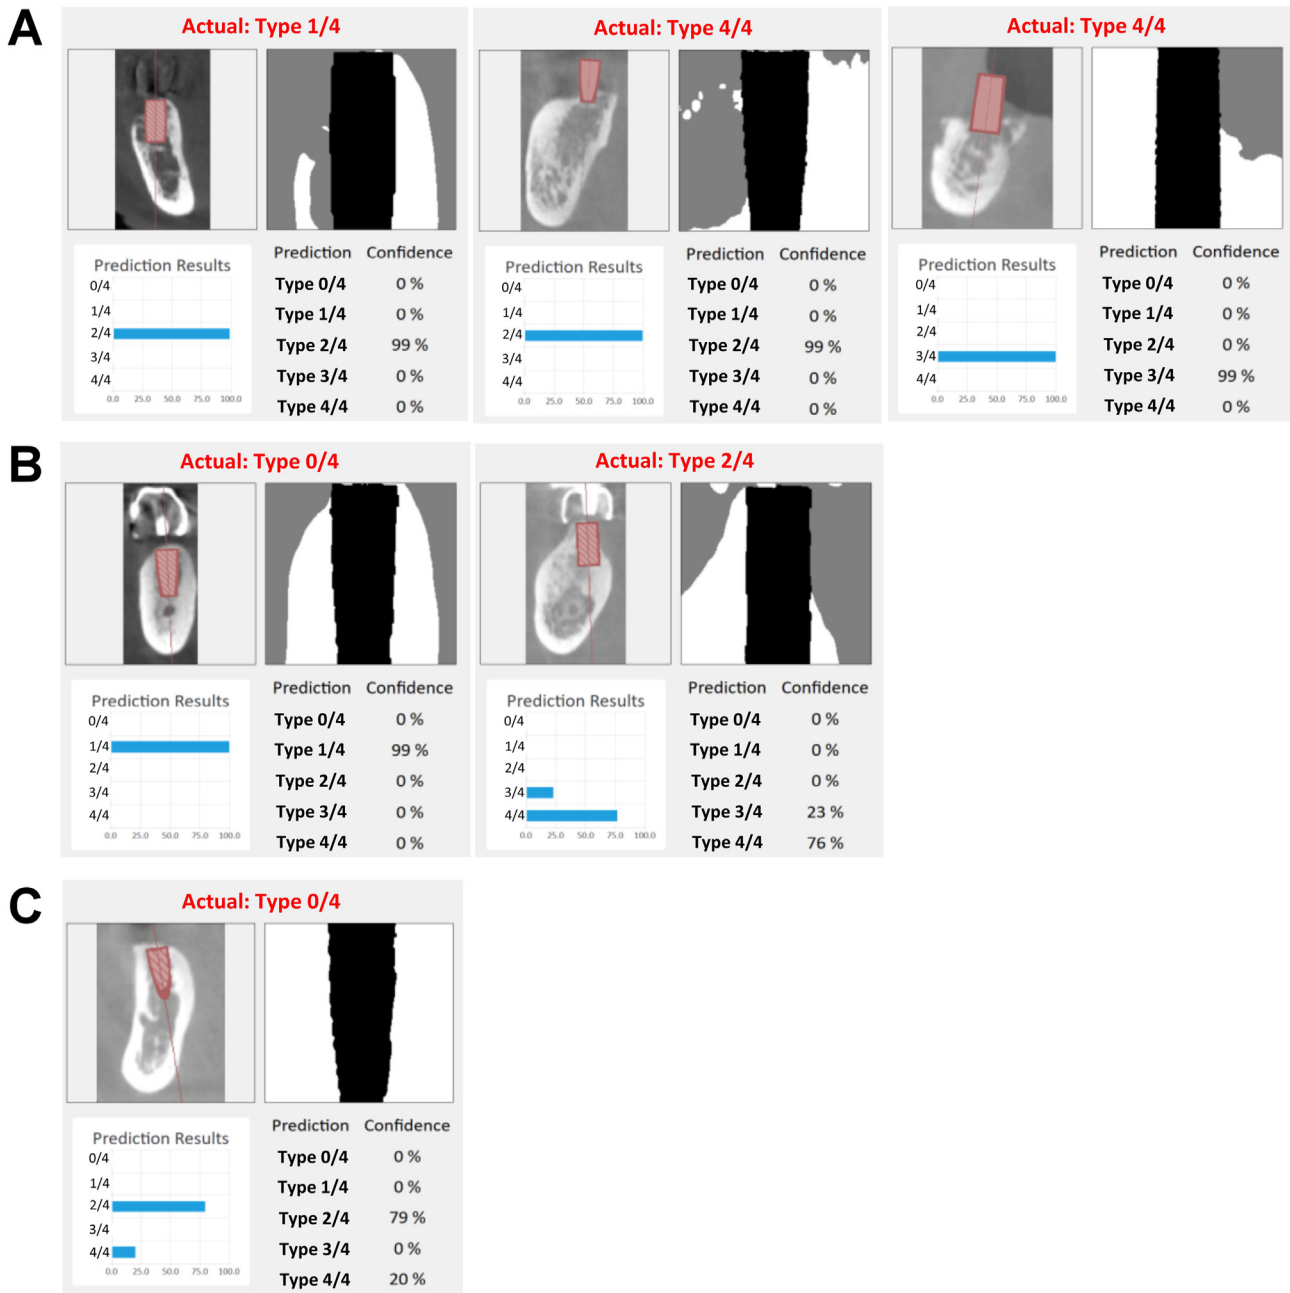 A
Actual: Type 1/4
Prediction Results
0/4
1/4
2/4
3/4
4/4
0.0 25.0 50.0 75.0 100.0
Prediction Confidence
Type 0/4 0 %
Type 1/4 0 %
Type 2/4 99 %
Type 3/4 0 %
Type 4/4 0 %
Actual: Type 4/4
Prediction Results
0/4
1/4
2/4
3/4
4/4
0.0 25.0 50.0 75.0 100.0
Prediction Confidence
Type 0/4 0 %
Type 1/4 0 %
Type 2/4 99 %
Type 3/4 0 %
Type 4/4 0 %
Actual: Type 4/4
Prediction Results
0/4
1/4
2/4
3/4
4/4
0.0 25.0 50.0 75.0 100.0
Prediction Confidence
Type 0/4 0 %
Type 1/4 0 %
Type 2/4 0 %
Type 3/4 99 %
Type 4/4 0 %
B
Actual: Type 0/4
Prediction Results
0/4
1/4
2/4
3/4
4/4
0.0 25.0 50.0 75.0 100.0
Prediction Confidence
Type 0/4 0 %
Type 1/4 99 %
Type 2/4 0 %
Type 3/4 0 %
Type 4/4 0 %
Actual: Type 2/4
Prediction Results
0/4
1/4
2/4
3/4
4/4
0.0 25.0 50.0 75.0 100.0
Prediction Confidence
Type 0/4 0 %
Type 1/4 0 %
Type 2/4 0 %
Type 3/4 23 %
Type 4/4 76 %
C
Actual: Type 0/4
Prediction Results
0/4
1/4
2/4
3/4
4/4
0.0 25.0 50.0 75.0 100.0
Prediction Confidence
Type 0/4 0 %
Type 1/4 0 %
Type 2/4 79 %
Type 3/4 0 %
Type 4/4 20 %